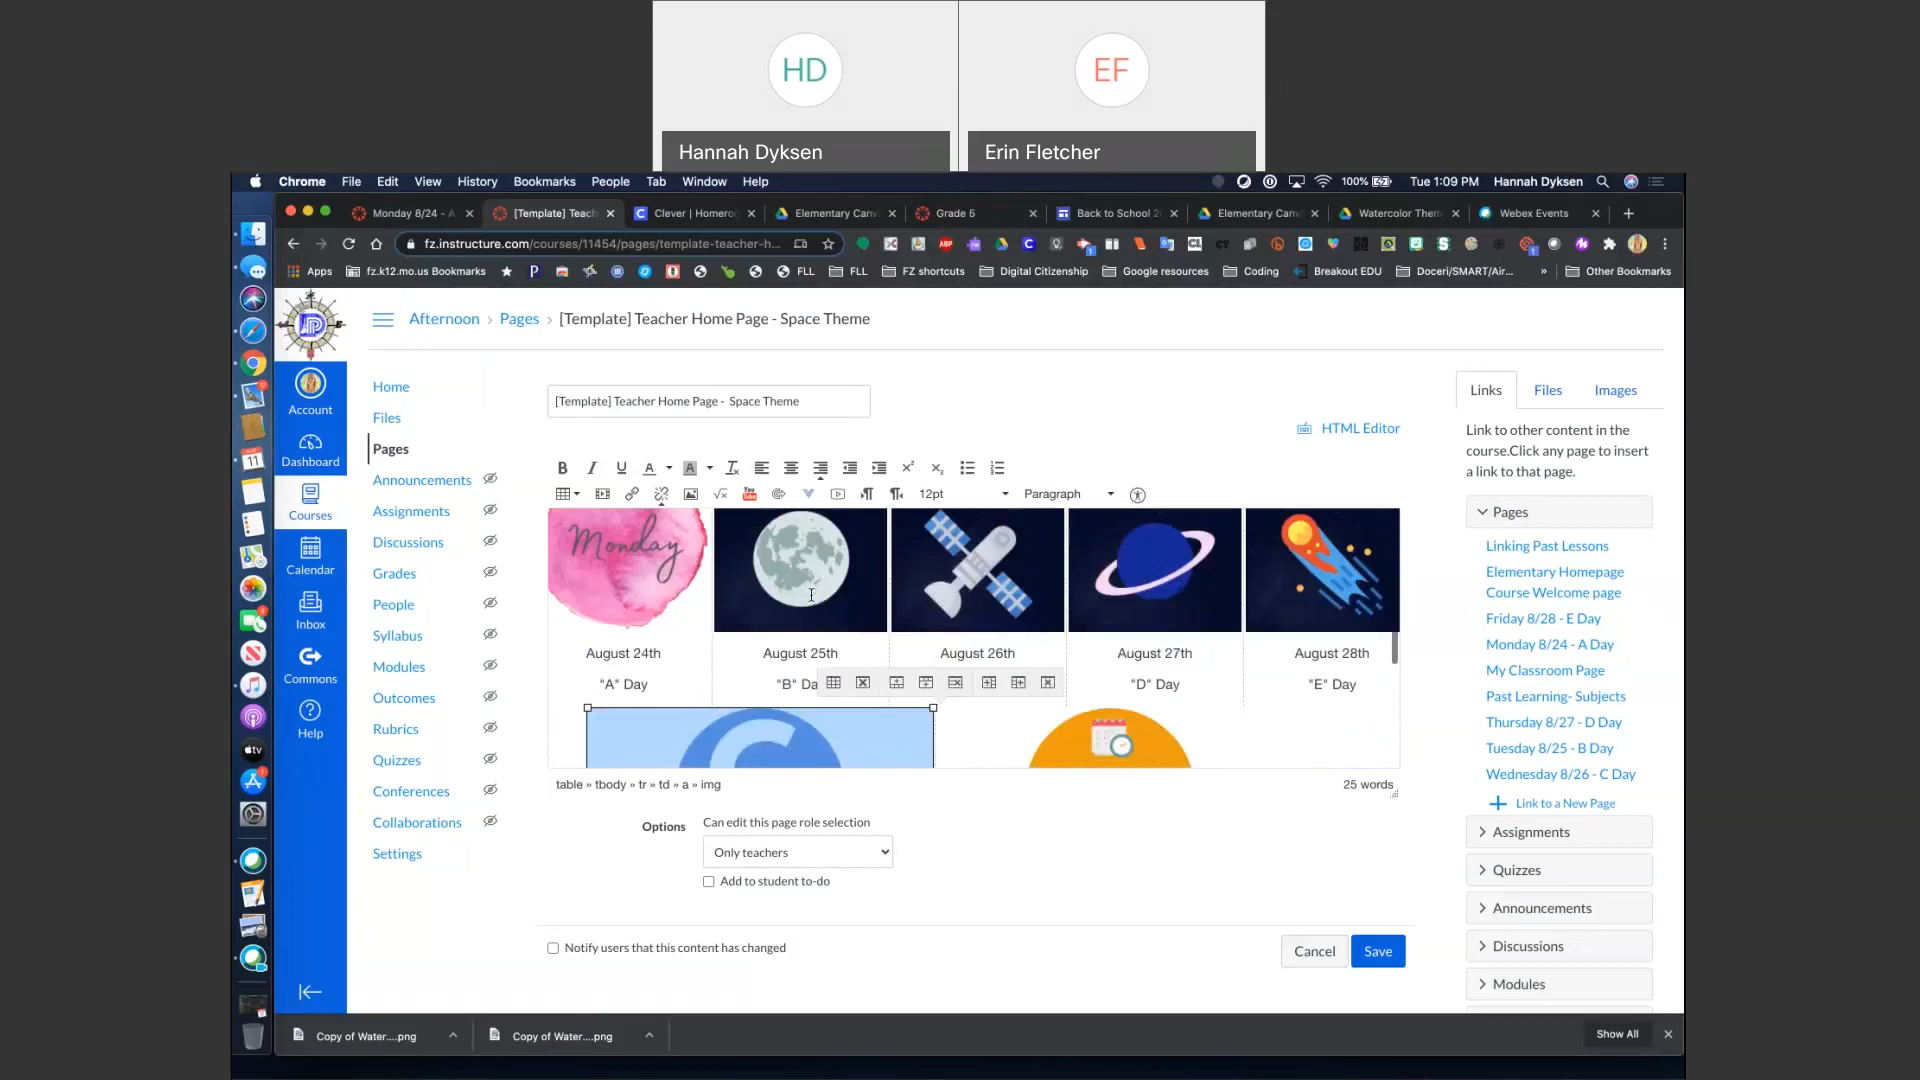 HD
EF
Hannah Dyksen
Erin Fletcher
Chrome File Edit View History Bookmarks People Tab Window Help
100% Tue 1:09 PM Hannah Dyksen
Monday 8/24 - A
[Template] Teach
Clever | Homeroo
Elementary Canv
Grade 5
Back to School 2
Elementary Canv
Watercolor Them
Webex Events
fz.instructure.com/courses/11454/pages/template-teacher-h...
Apps fz.k12.mo.us Bookmarks FLL FLL FZ shortcuts Digital Citizenship Google resources Coding Breakout EDU Doceri/SMART/Air... » Other Bookmarks
Afternoon › Pages › [Template] Teacher Home Page - Space Theme
Account
Dashboard
Courses
Calendar
Inbox
Commons
Help
Home
Files
Pages
Announcements
Assignments
Discussions
Grades
People
Syllabus
Modules
Outcomes
Rubrics
Quizzes
Conferences
Collaborations
Settings
[Template] Teacher Home Page - Space Theme
HTML Editor
12pt Paragraph
Monday
August 24th August 25th August 26th August 27th August 28th
"A" Day "B" Da "D" Day "E" Day
table » tbody » tr » td » a » img
25 words
Options
Can edit this page role selection
Only teachers
Add to student to-do
Notify users that this content has changed
Cancel Save
Links Files Images
Link to other content in the
course.Click any page to insert
a link to that page.
Pages
Linking Past Lessons
Elementary Homepage
Course Welcome page
Friday 8/28 - E Day
Monday 8/24 - A Day
My Classroom Page
Past Learning- Subjects
Thursday 8/27 - D Day
Tuesday 8/25 - B Day
Wednesday 8/26 - C Day
Link to a New Page
Assignments
Quizzes
Announcements
Discussions
Modules
Copy of Water....png
Copy of Water....png
Show All